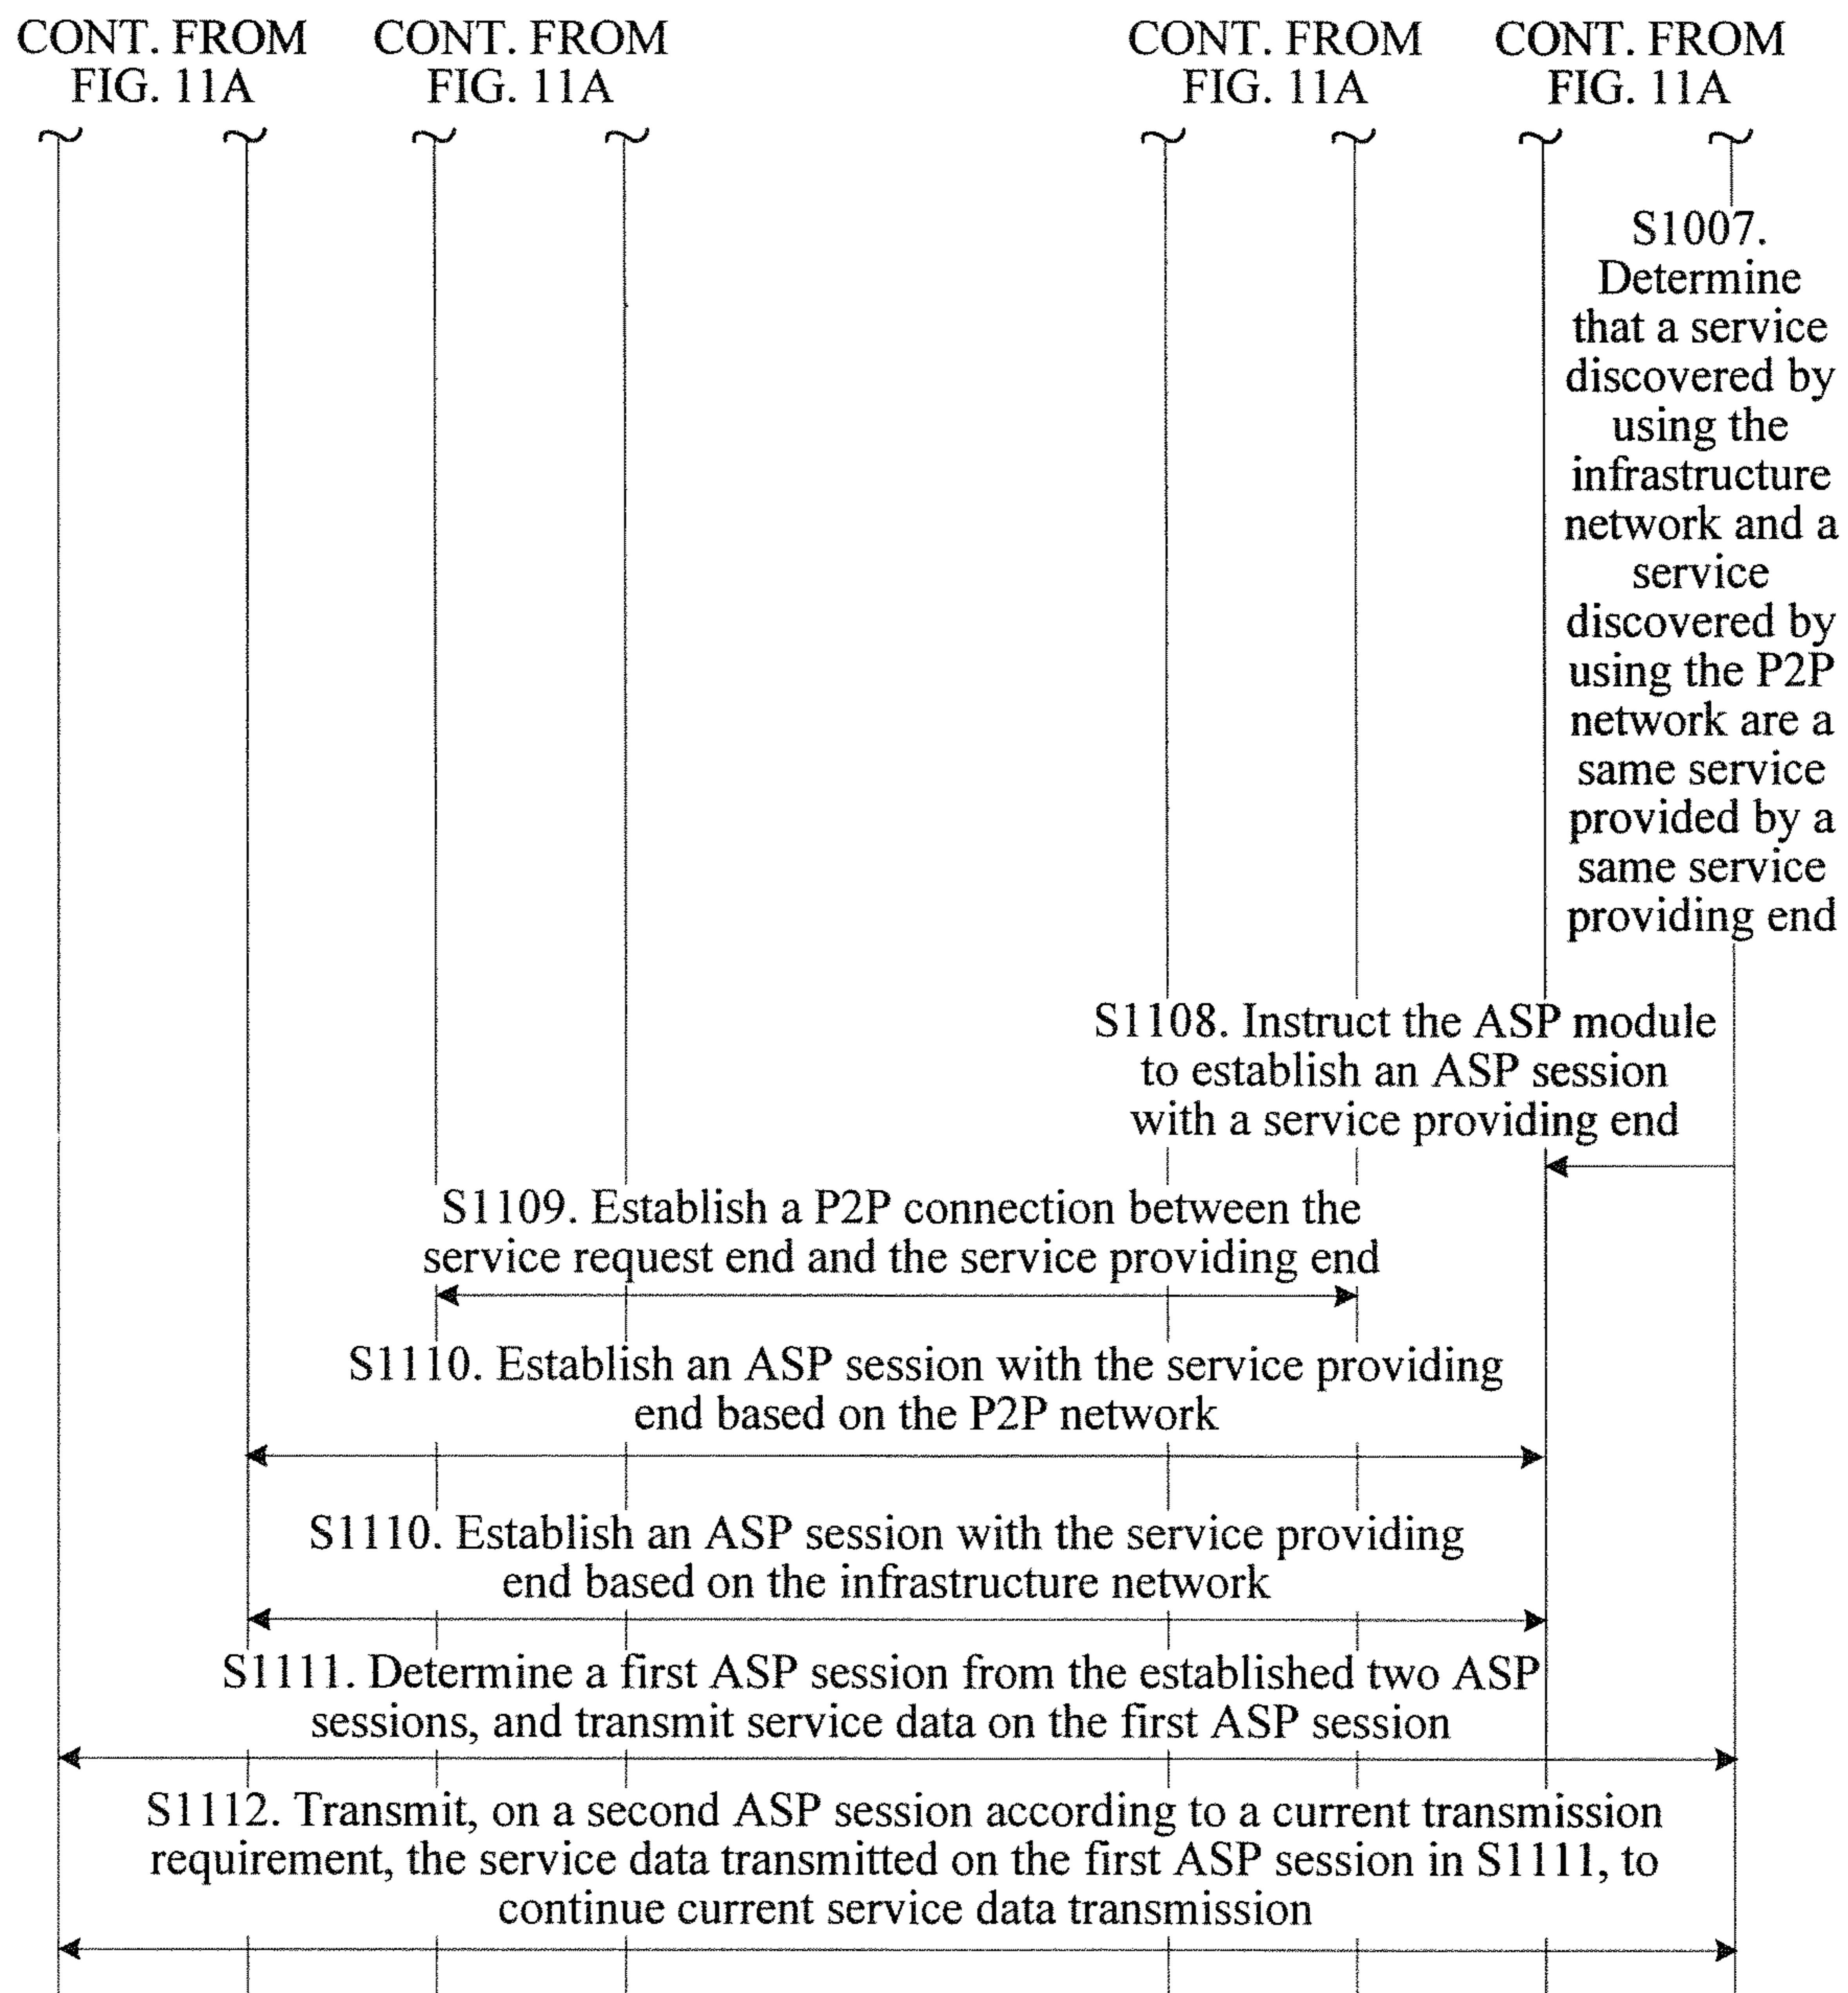 CONT. FROM
FIG. 11A
CONT. FROM
FIG. 11A
CONT. FROM
FIG. 11A
CONT. FROM
FIG. 11A
S1007.
Determine
that a service
discovered by
using the
infrastructure
network and a
service
discovered by
using the P2P
network are a
same service
provided by a
same service
providing end
S1108. Instruct the ASP module
to establish an ASP session
with a service providing end
S1109. Establish a P2P connection between the
service request end and the service providing end
S1110. Establish an ASP session with the service providing
end based on the P2P network
S1110. Establish an ASP session with the service providing
end based on the infrastructure network
S1111. Determine a first ASP session from the established two ASP
sessions, and transmit service data on the first ASP session
S1112. Transmit, on a second ASP session according to a current transmission
requirement, the service data transmitted on the first ASP session in S1111, to
continue current service data transmission